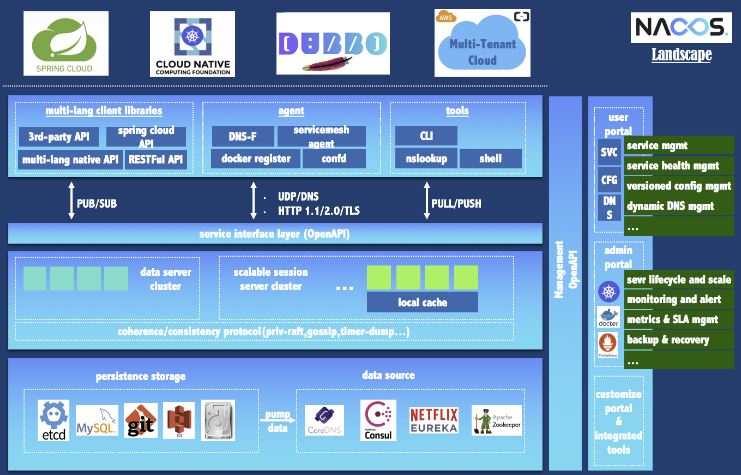 SPRING CLOUD
CLOUD NATIVE
COMPUTING FOUNDATION
DUBBO
AWS
Multi-Tenant
Cloud
NACOS.
Landscape
multi-lang client libraries
3rd-party API
spring cloud
API
multi-lang native API
RESTFul API
agent
DNS-F
servicemesh
agent
docker register
confd
tools
CLI
nslookup
shell
PUB/SUB
UDP/DNS
HTTP 1.1/2.0/TLS
PULL/PUSH
service interface layer (OpenAPI)
data server
cluster
scalable session
server cluster
...
local cache
coherence/consistency protocol(priv-raft,gossip,timer-dump...)
persistence storage
etcd
MySQL
git
S3
pump
data
data source
CoreDNS
Consul
NETFLIX
EUREKA
Apache
Zookeeper
Management
OpenAPI
user
portal
SVC
CFG
DN
S
service mgmt
service health mgmt
versioned config mgmt
dynamic DNS mgmt
...
admin
portal
docker
Prometheus
sevr lifecycle and scale
monitoring and alert
metrics & SLA mgmt
backup & recovery
...
customize
portal
&
integrated
tools